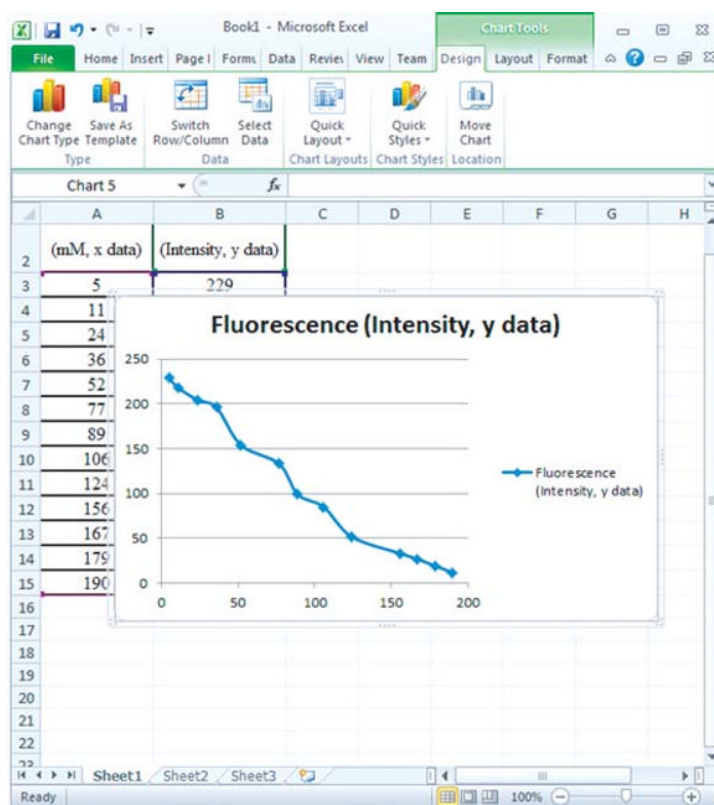 Book1 - Microsoft Excel
Chart Tools
File Home Insert Page l Formu Data Review View Team Design Layout Format
Change Chart Type
Save As Template
Switch Row/Column
Select Data
Quick Layout
Quick Styles
Move Chart
Type Data Chart Layouts Chart Styles Location
Chart 5 fx
A B C D E F G H
2 (mM, x data) (Intensity, y data)
3 5 229
4 11
5 24
6 36
7 52
8 77
9 89
10 106
11 124
12 156
13 167
14 179
15 190
16
17
18
19
20
21
22
23
Fluorescence (Intensity, y data)
250
200
150
100
50
0
0 50 100 150 200
Fluorescence
(Intensity, y data)
Sheet1 Sheet2 Sheet3
Ready 100%